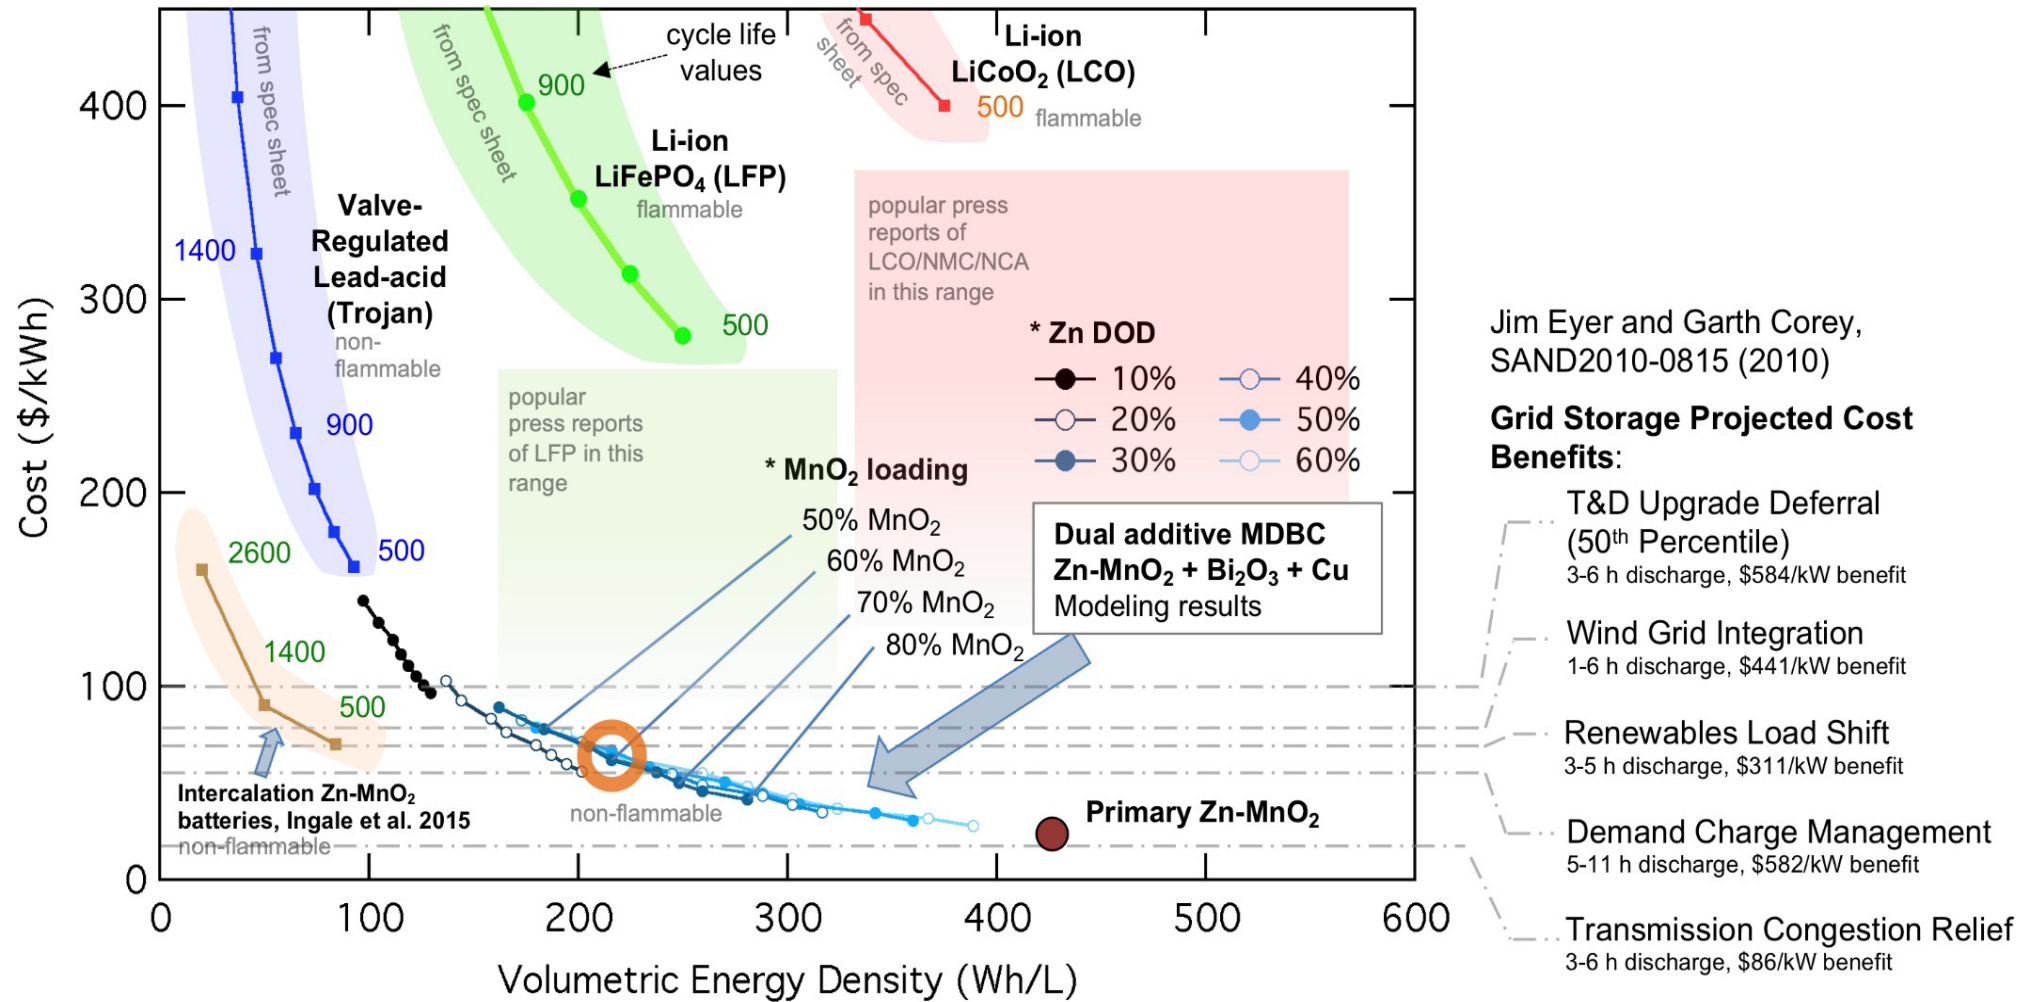 from spec sheet
from spec sheet
900
cycle life
values
from spec
sheet
Li-ion
LiCoO₂ (LCO)
500
flammable
Li-ion
LiFePO₄ (LFP)
flammable
Valve-
Regulated
Lead-acid
(Trojan)
non-
flammable
1400
900
500
500
popular press
reports of
LCO/NMC/NCA
in this range
popular
press reports
of LFP in this
range
* Zn DOD
10%
40%
20%
50%
30%
60%
* MnO₂ loading
50% MnO₂
60% MnO₂
70% MnO₂
80% MnO₂
Dual additive MDBC
Zn-MnO₂ + Bi₂O₃ + Cu
Modeling results
2600
1400
500
Intercalation Zn-MnO₂
batteries, Ingale et al. 2015
non-flammable
non-flammable
Primary Zn-MnO₂
Cost ($/kWh)
400
300
200
100
0
0
100
200
300
400
500
600
Volumetric Energy Density (Wh/L)
Jim Eyer and Garth Corey,
SAND2010-0815 (2010)
Grid Storage Projected Cost
Benefits:
T&D Upgrade Deferral
(50th Percentile)
3-6 h discharge, $584/kW benefit
Wind Grid Integration
1-6 h discharge, $441/kW benefit
Renewables Load Shift
3-5 h discharge, $311/kW benefit
Demand Charge Management
5-11 h discharge, $582/kW benefit
Transmission Congestion Relief
3-6 h discharge, $86/kW benefit